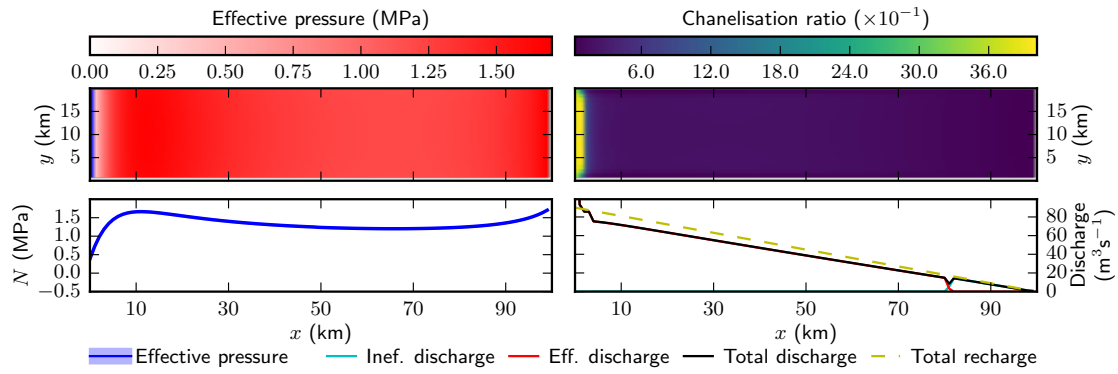 Effective pressure (MPa)
Chanelisation ratio (×10⁻¹)
0.00 0.25 0.50 0.75 1.00 1.25 1.50
6.0 12.0 18.0 24.0 30.0 36.0
y (km)
15
10
5
15
10
5
y (km)
N (MPa)
1.5
1.0
0.5
0.0
−0.5
80
60
40
20
0
Discharge
(m³s⁻¹)
10 30 50 70 90
10 30 50 70 90
x (km)
x (km)
Effective pressure
Inef. discharge
Eff. discharge
Total discharge
Total recharge